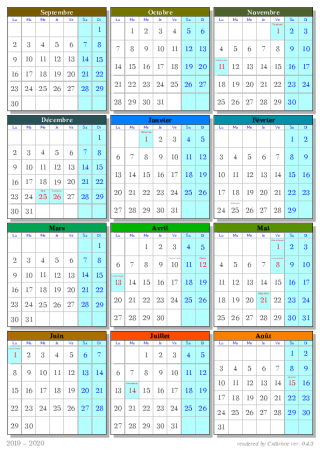 Septembre
Lu Ma Me Je Ve Sa Di
1
2 3 4 5 6 7 8
9 10 11 12 13 14 15
16 17 18 19 20 21 22
23 24 25 26 27 28 29
30
Octobre
Lu Ma Me Je Ve Sa Di
1 2 3 4 5 6
7 8 9 10 11 12 13
14 15 16 17 18 19 20
21 22 23 24 25 26 27
28 29 30 31
Novembre
Lu Ma Me Je Ve Sa Di
1 2 3
4 5 6 7 8 9 10
11 12 13 14 15 16 17
18 19 20 21 22 23 24
25 26 27 28 29 30
Décembre
Lu Ma Me Je Ve Sa Di
1
2 3 4 5 6 7 8
9 10 11 12 13 14 15
16 17 18 19 20 21 22
23 24 25 26 27 28 29
30 31
Janvier
Lu Ma Me Je Ve Sa Di
1 2 3 4 5
6 7 8 9 10 11 12
13 14 15 16 17 18 19
20 21 22 23 24 25 26
27 28 29 30 31
Février
Lu Ma Me Je Ve Sa Di
1 2
3 4 5 6 7 8 9
10 11 12 13 14 15 16
17 18 19 20 21 22 23
24 25 26 27 28 29
Mars
Lu Ma Me Je Ve Sa Di
1
2 3 4 5 6 7 8
9 10 11 12 13 14 15
16 17 18 19 20 21 22
23 24 25 26 27 28 29
30 31
Avril
Lu Ma Me Je Ve Sa Di
1 2 3 4 5
6 7 8 9 10 11 12
13 14 15 16 17 18 19
20 21 22 23 24 25 26
27 28 29 30
Mai
Lu Ma Me Je Ve Sa Di
1 2 3
4 5 6 7 8 9 10
11 12 13 14 15 16 17
18 19 20 21 22 23 24
25 26 27 28 29 30 31
Juin
Lu Ma Me Je Ve Sa Di
1 2 3 4 5 6 7
8 9 10 11 12 13 14
15 16 17 18 19 20 21
22 23 24 25 26 27 28
29 30
Juillet
Lu Ma Me Je Ve Sa Di
1 2 3 4 5
6 7 8 9 10 11 12
13 14 15 16 17 18 19
20 21 22 23 24 25 26
27 28 29 30 31
Août
Lu Ma Me Je Ve Sa Di
1 2
3 4 5 6 7 8 9
10 11 12 13 14 15 16
17 18 19 20 21 22 23
24 25 26 27 28 29 30
31
2019 – 2020
rendered by Calkrbne ver. 0.4.3